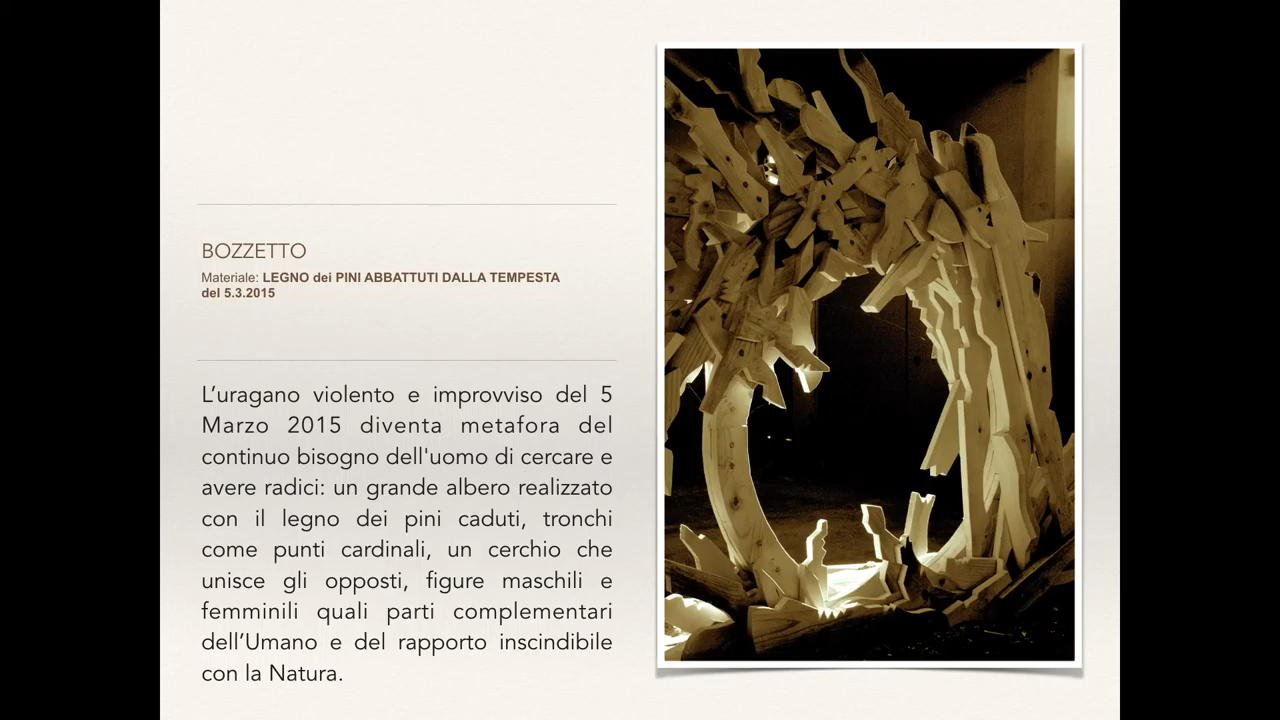 BOZZETTO
Materiale: LEGNO dei PINI ABBATTUTI DALLA TEMPESTA
del 5.3.2015
L’uragano violento e improvviso del 5
Marzo 2015 diventa metafora del
continuo bisogno dell'uomo di cercare e
avere radici: un grande albero realizzato
con il legno dei pini caduti, tronchi
come punti cardinali, un cerchio che
unisce gli opposti, figure maschili e
femminili quali parti complementari
dell’Umano e del rapporto inscindibile
con la Natura.